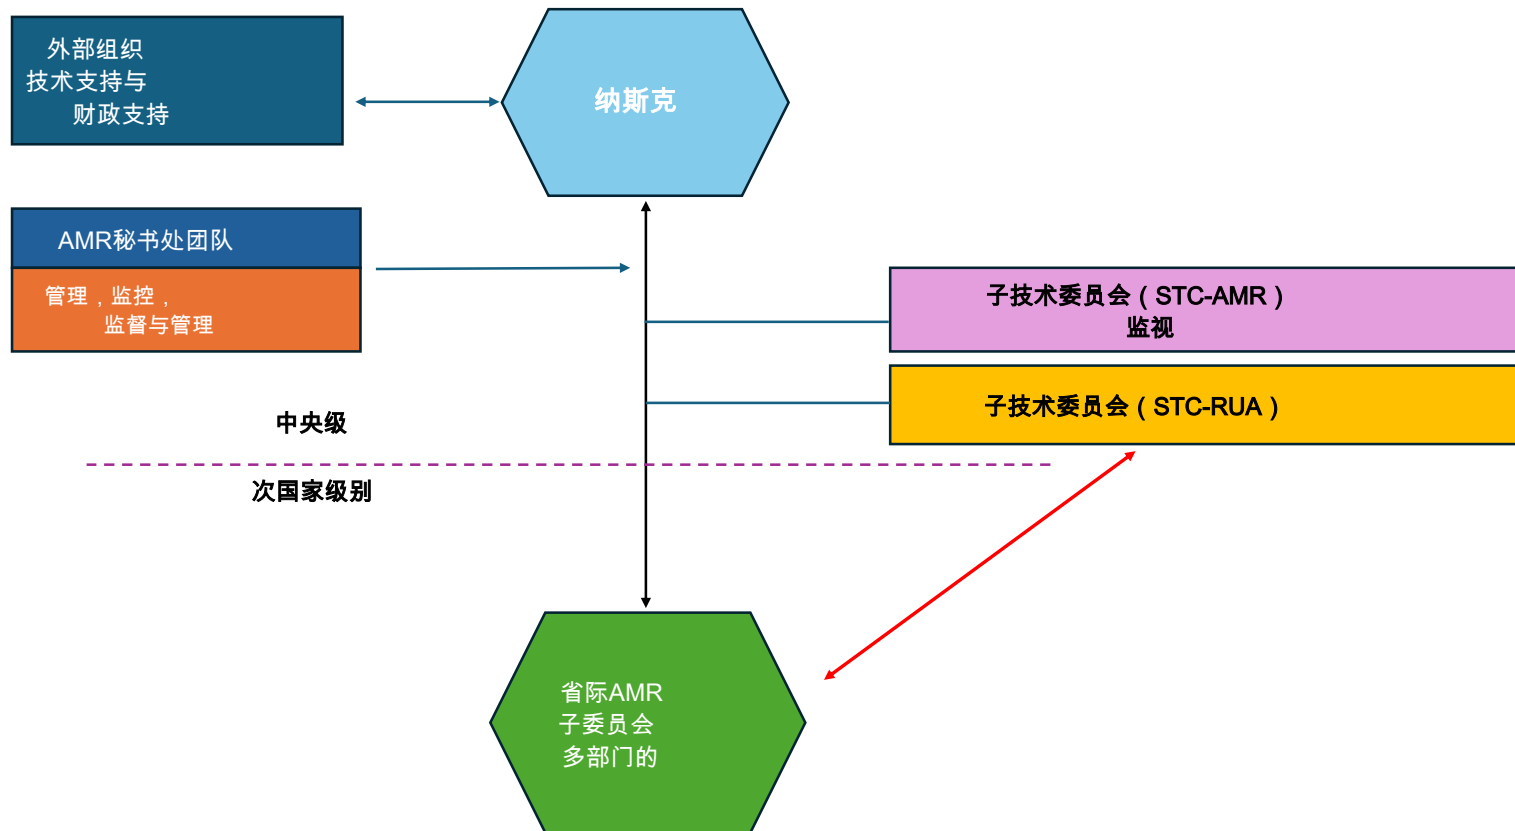 外部组织
技术支持与
财政支持
纳斯克
AMR秘书处团队
管理，监控，
监督与管理
子技术委员会（STC-AMR）
监视
子技术委员会（STC-RUA）
中央级
次国家级别
省际AMR
子委员会
多部门的